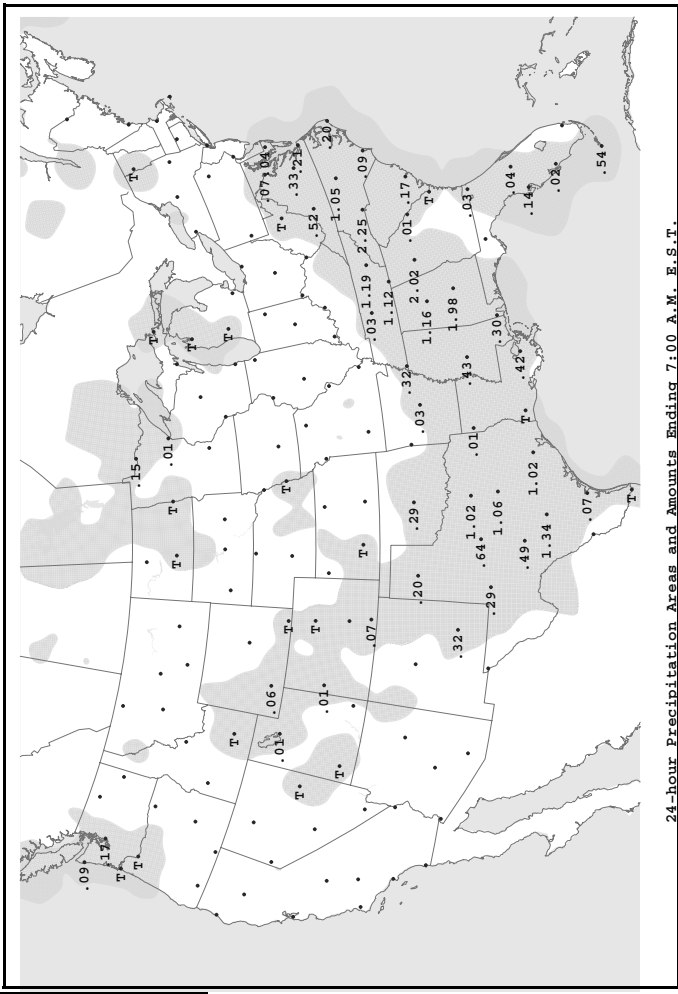 .09
.17
T
T
T
.15
T
.01
T
T
T
T
T
.07 .04
.06
.01
T
T
T
.33
.21
T
.52
T
.01
.20
1.05
T
2.25
.09
T
1.19
.07
.03
1.12
.32
.01
.17
.29
2.02
.20
.03
1.16
T
1.98
.32
.43
.03
1.02
.01
.64
.29
.30
1.06
.04
.42
.49
T
.14
1.02
1.34
.02
.07
.54
T
24-hour Precipitation Areas and Amounts Ending 7:00 A.M. E.S.T.